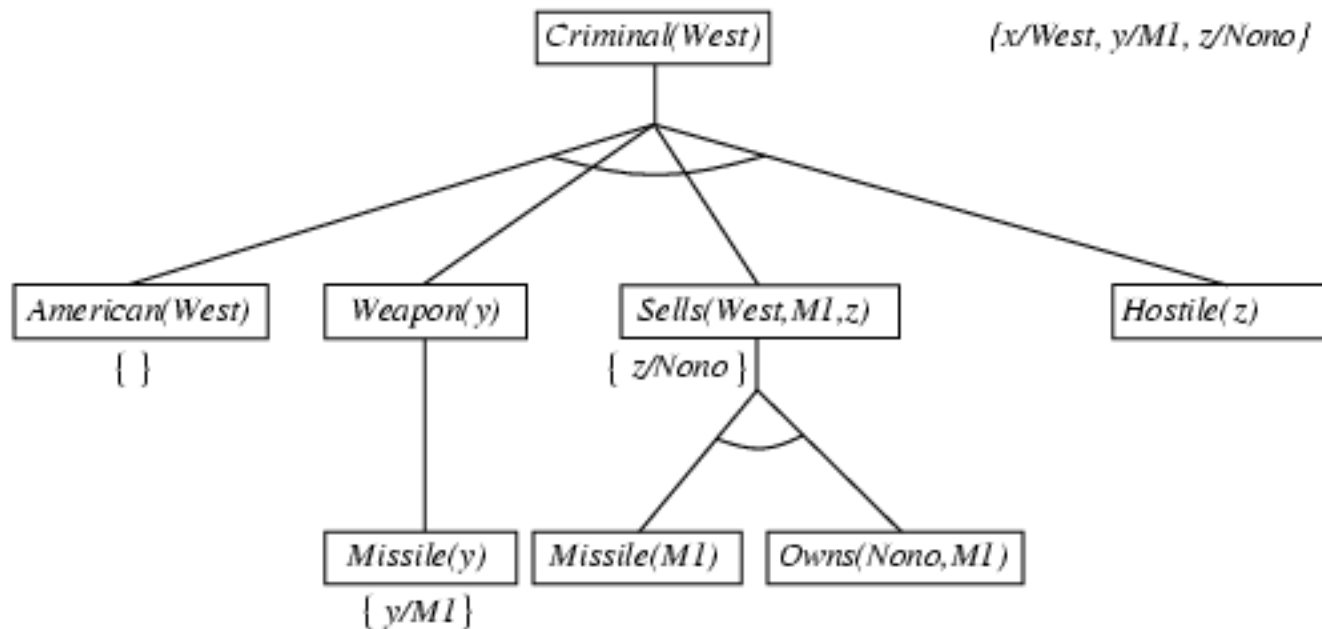 Criminal(West)
{x/West, y/M1, z/Nono}
American(West)
Weapon(y)
Sells(West,M1,z)
Hostile(z)
{ }
{ z/Nono }
Missile(y)
Missile(M1)
Owns(Nono,M1)
{ y/M1 }